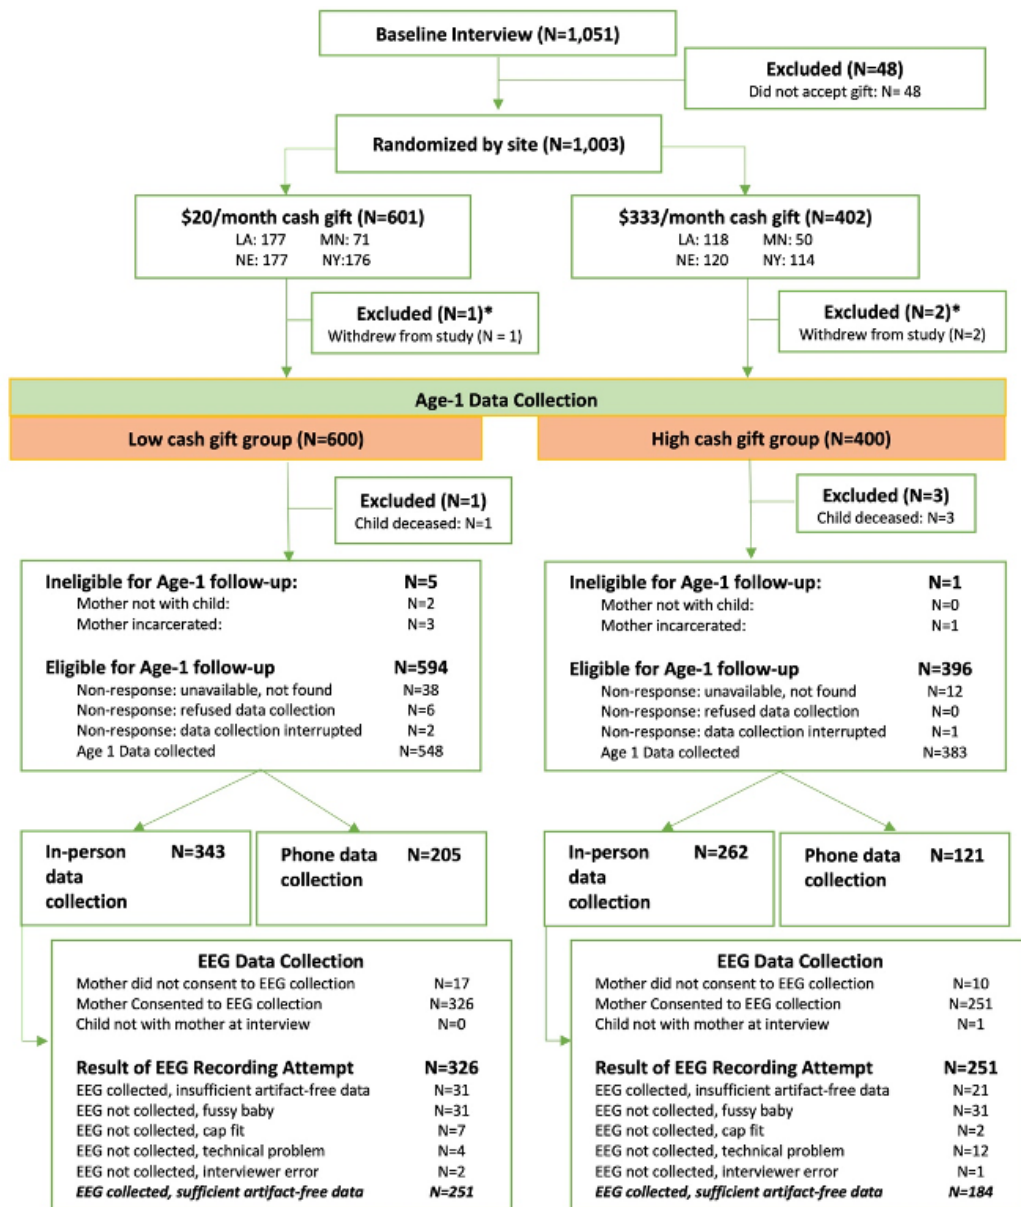 Baseline Interview (N=1,051)
Excluded (N=48)
Did not accept gift: N= 48
Randomized by site (N=1,003)
$20/month cash gift (N=601)
LA: 177 MN: 71
NE: 177 NY:176
$333/month cash gift (N=402)
LA: 118 MN: 50
NE: 120 NY: 114
Excluded (N=1)*
Withdrew from study (N = 1)
Excluded (N=2)*
Withdrew from study (N=2)
Age-1 Data Collection
Low cash gift group (N=600)
High cash gift group (N=400)
Excluded (N=1)
Child deceased: N=1
Excluded (N=3)
Child deceased: N=3
Ineligible for Age-1 follow-up: N=5
Mother not with child: N=2
Mother incarcerated: N=3
Eligible for Age-1 follow-up N=594
Non-response: unavailable, not found N=38
Non-response: refused data collection N=6
Non-response: data collection interrupted N=2
Age 1 Data collected N=548
Ineligible for Age-1 follow-up: N=1
Mother not with child: N=0
Mother incarcerated: N=1
Eligible for Age-1 follow-up N=396
Non-response: unavailable, not found N=12
Non-response: refused data collection N=0
Non-response: data collection interrupted N=1
Age 1 Data collected N=383
In-person N=343
data
collection
Phone data N=205
collection
In-person N=262
data
collection
Phone data N=121
collection
EEG Data Collection
Mother did not consent to EEG collection N=17
Mother Consented to EEG collection N=326
Child not with mother at interview N=0
Result of EEG Recording Attempt N=326
EEG collected, insufficient artifact-free data N=31
EEG not collected, fussy baby N=31
EEG not collected, cap fit N=7
EEG not collected, technical problem N=4
EEG not collected, interviewer error N=2
EEG collected, sufficient artifact-free data N=251
EEG Data Collection
Mother did not consent to EEG collection N=10
Mother Consented to EEG collection N=251
Child not with mother at interview N=1
Result of EEG Recording Attempt N=251
EEG collected, insufficient artifact-free data N=21
EEG not collected, fussy baby N=31
EEG not collected, cap fit N=2
EEG not collected, technical problem N=12
EEG not collected, interviewer error N=1
EEG collected, sufficient artifact-free data N=184